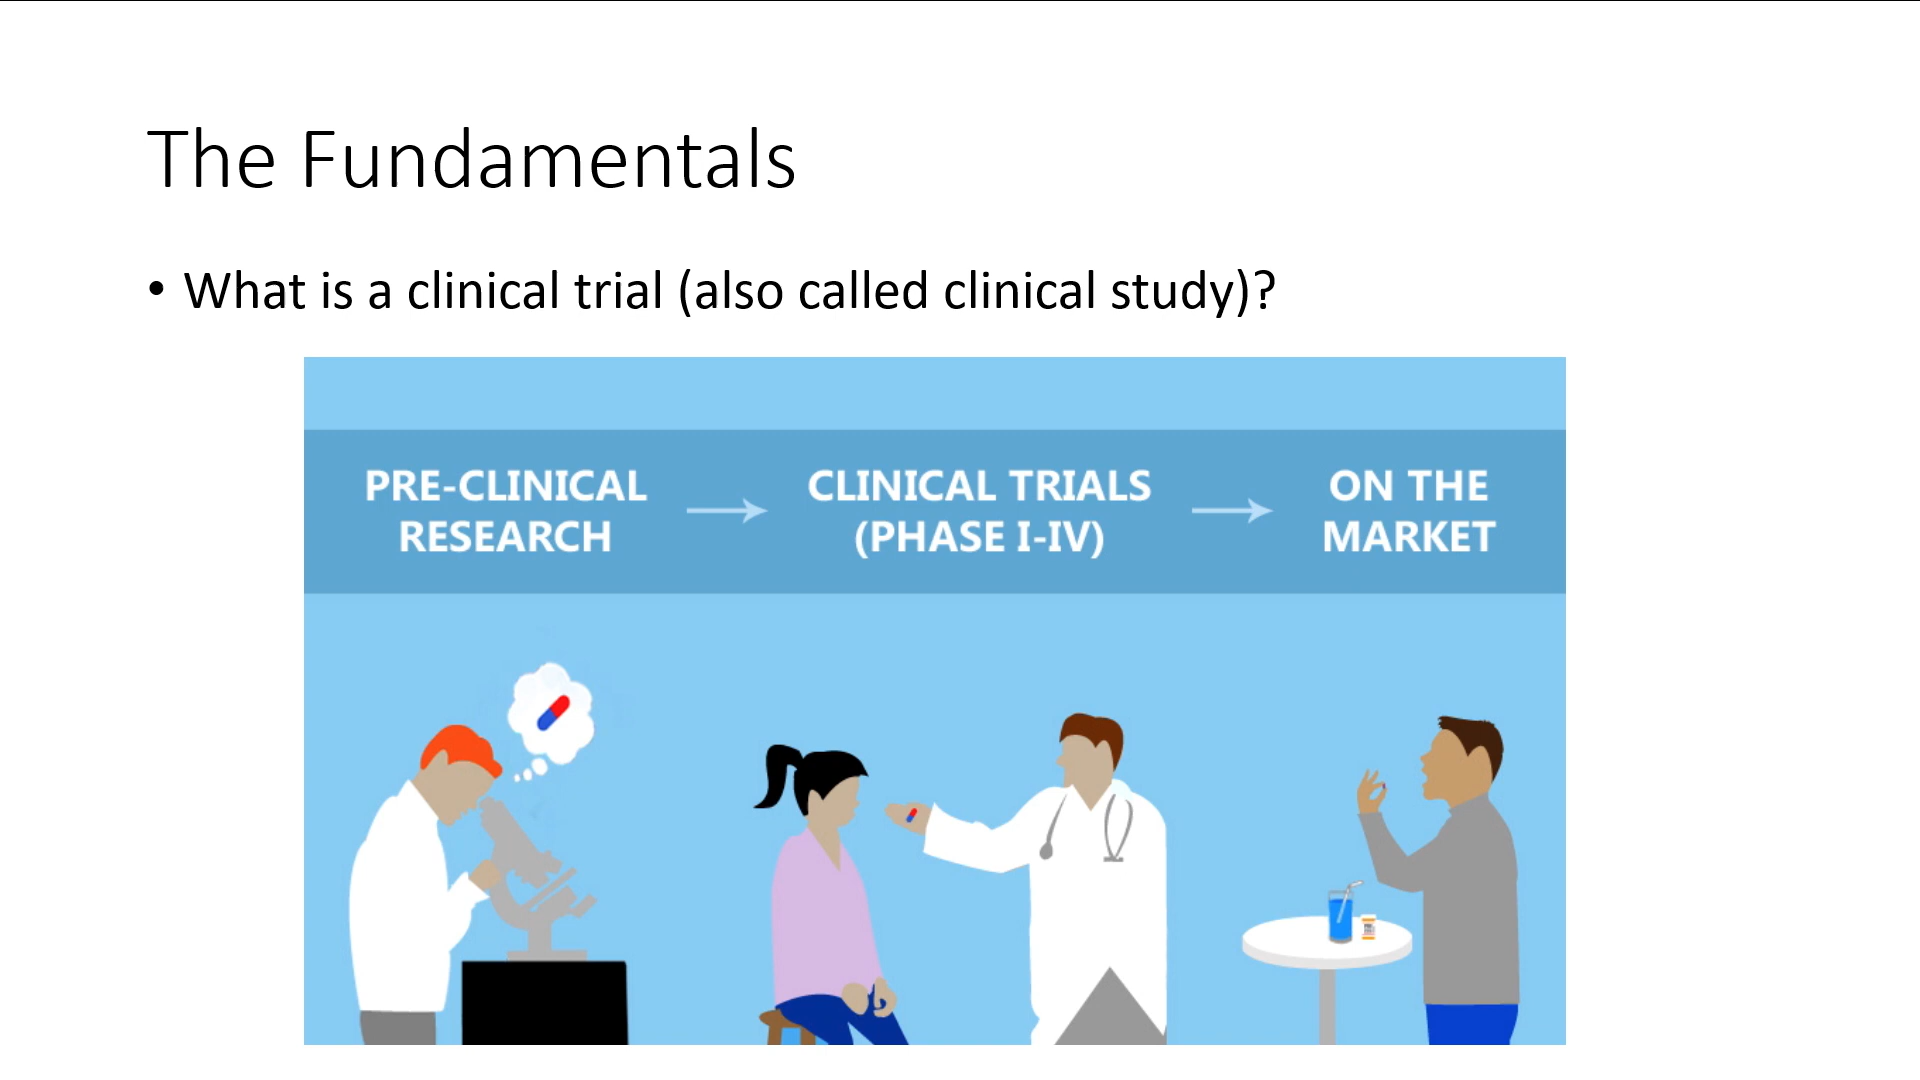 The Fundamentals
• What is a clinical trial (also called clinical study)?
PRE-CLINICAL
RESEARCH
CLINICAL TRIALS
(PHASE I-IV)
ON THE
MARKET